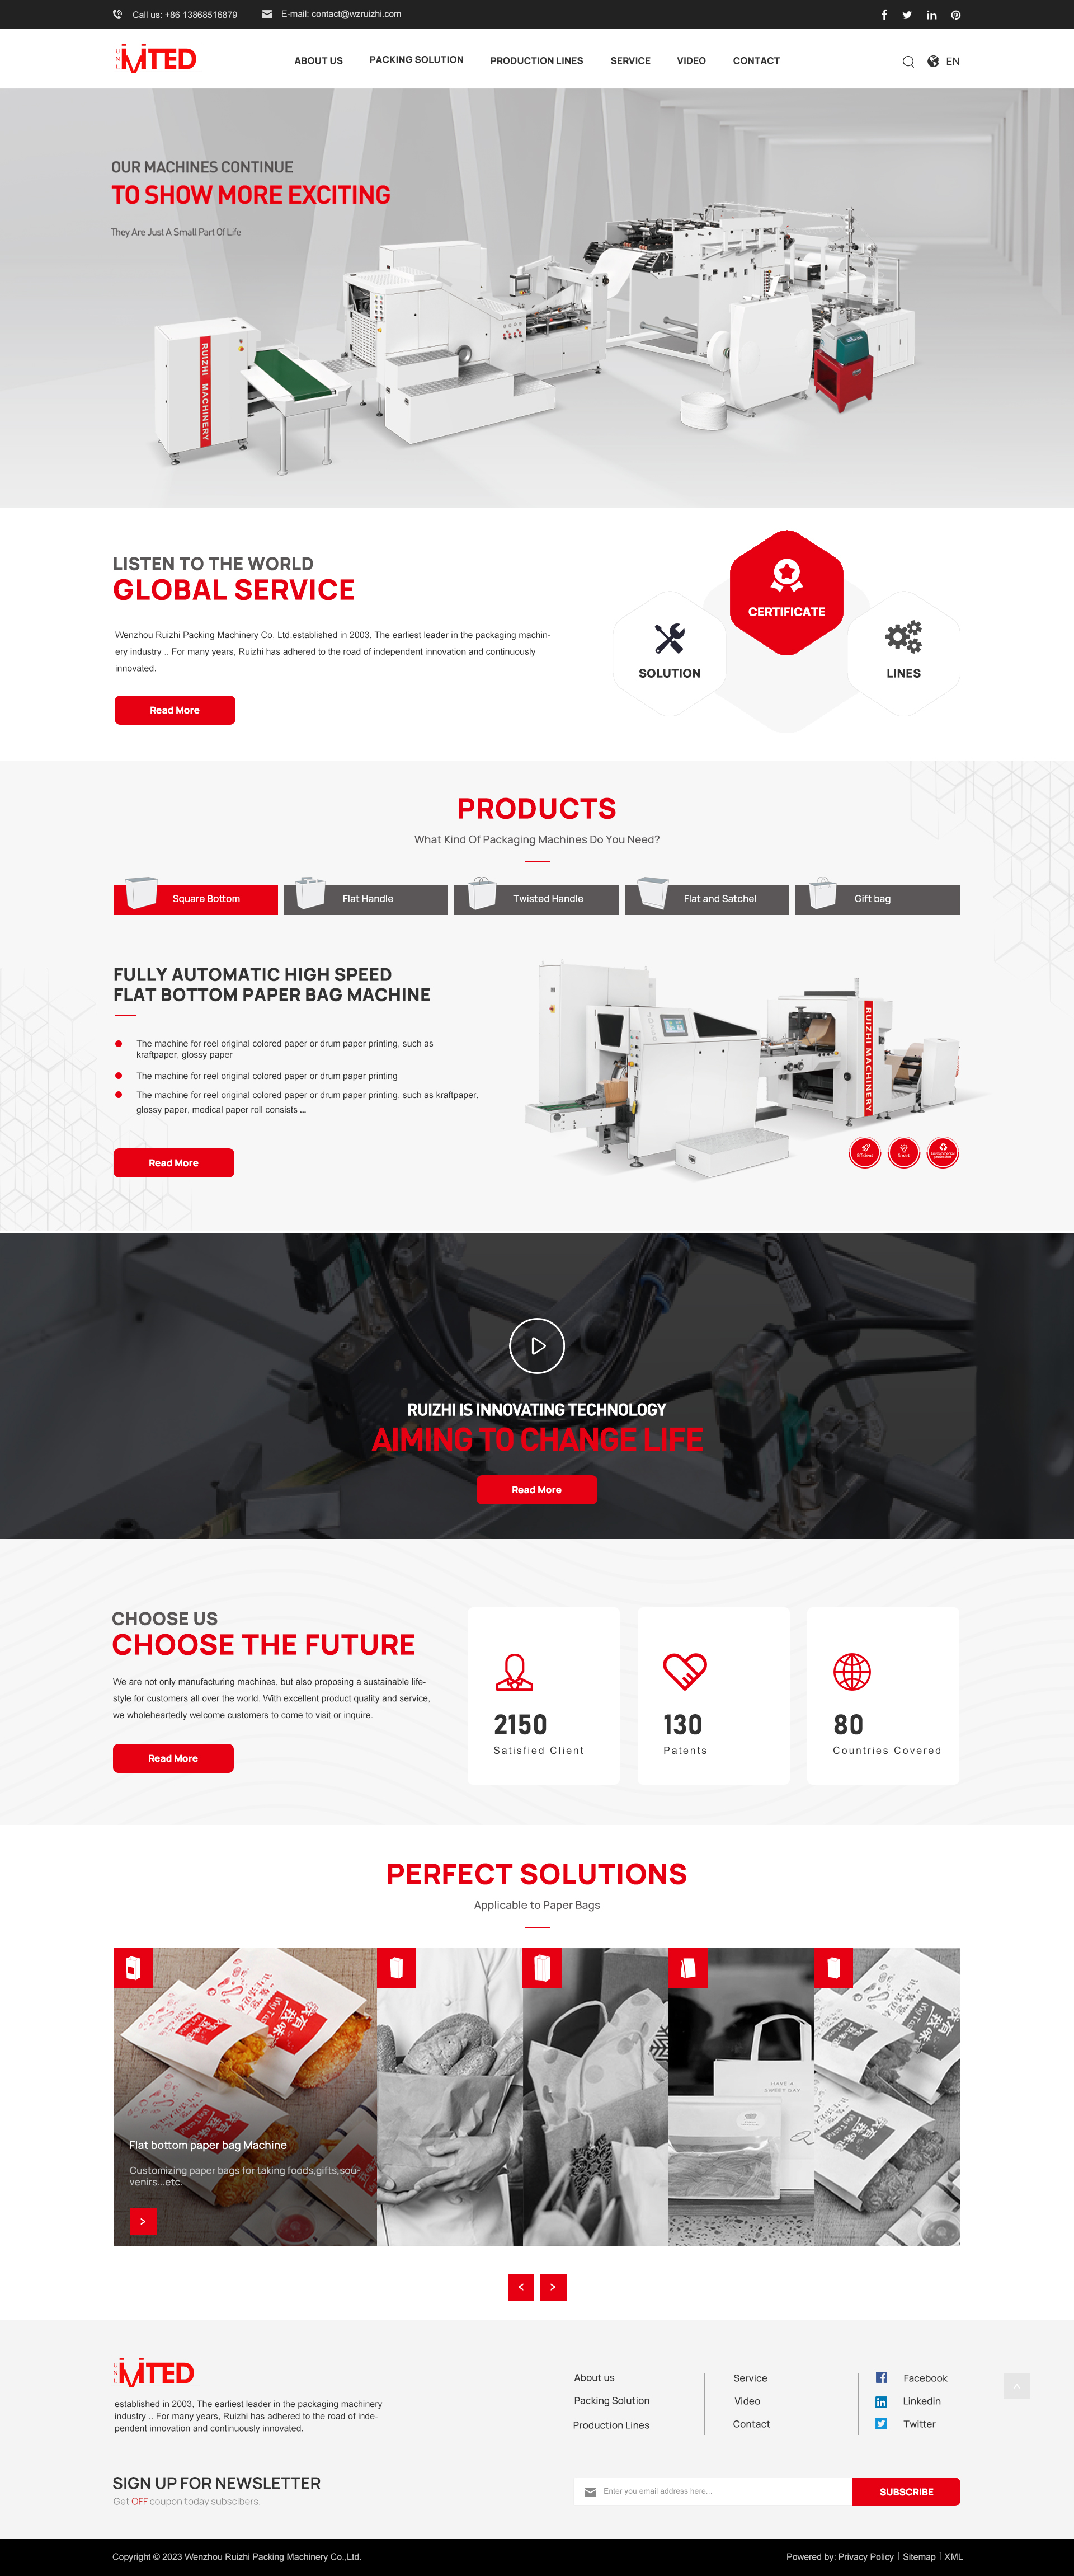 Call us: +86 13868516879
E-mail: contact@wzruizhi.com
UNI MTED
ABOUT US
PACKING SOLUTION
PRODUCTION LINES
SERVICE
VIDEO
CONTACT
EN
OUR MACHINES CONTINUE
TO SHOW MORE EXCITING
They Are Just A Small Part Of Life
RUIZHI MACHINERY
LISTEN TO THE WORLD
GLOBAL SERVICE
Wenzhou Ruizhi Packing Machinery Co, Ltd.established in 2003, The earliest leader in the packaging machin-
ery industry .. For many years, Ruizhi has adhered to the road of independent innovation and continuously
innovated.
Read More
SOLUTION
CERTIFICATE
LINES
PRODUCTS
What Kind Of Packaging Machines Do You Need?
Square Bottom
Flat Handle
Twisted Handle
Flat and Satchel
Gift bag
FULLY AUTOMATIC HIGH SPEED
FLAT BOTTOM PAPER BAG MACHINE
The machine for reel original colored paper or drum paper printing, such as
kraftpaper, glossy paper
The machine for reel original colored paper or drum paper printing
The machine for reel original colored paper or drum paper printing, such as kraftpaper,
glossy paper, medical paper roll consists ...
Read More
RUIZHI MACHINERY
Efficient
Smart
Environmental
protection
RUIZHI IS INNOVATING TECHNOLOGY
AIMING TO CHANGE LIFE
Read More
CHOOSE US
CHOOSE THE FUTURE
We are not only manufacturing machines, but also proposing a sustainable life-
style for customers all over the world. With excellent product quality and service,
we wholeheartedly welcome customers to come to visit or inquire.
Read More
2150
Satisfied Client
130
Patents
80
Countries Covered
PERFECT SOLUTIONS
Applicable to Paper Bags
HAVE A
SWEET DAY
Flat bottom paper bag Machine
Customizing paper bags for taking foods,gifts,sou-
venirs...etc.
>
<
>
UNI MTED
established in 2003, The earliest leader in the packaging machinery
industry .. For many years, Ruizhi has adhered to the road of inde-
pendent innovation and continuously innovated.
About us
Packing Solution
Production Lines
Service
Video
Contact
Facebook
Linkedin
Twitter
SIGN UP FOR NEWSLETTER
Get OFF coupon today subscibers.
Enter you email address here...
SUBSCRIBE
Copyright © 2023 Wenzhou Ruizhi Packing Machinery Co.,Ltd.
Powered by: Privacy Policy | Sitemap | XML